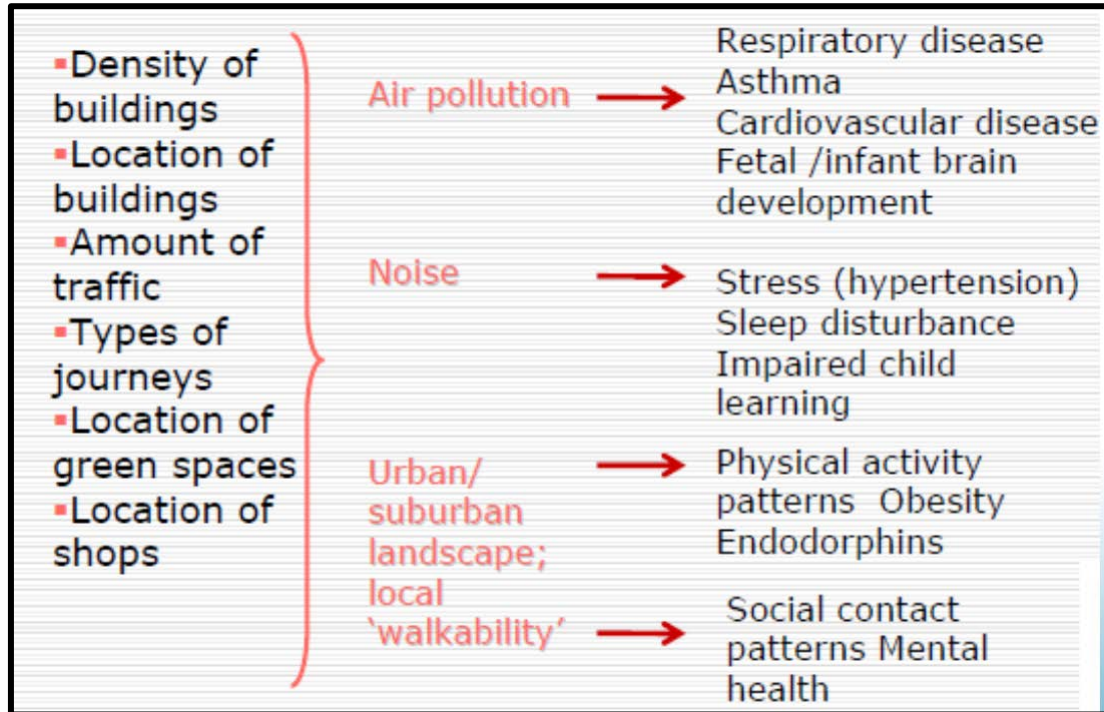 ▪Density of
buildings
▪Location of
buildings
▪Amount of
traffic
▪Types of
journeys
▪Location of
green spaces
▪Location of
shops
Air pollution
Respiratory disease
Asthma
Cardiovascular disease
Fetal /infant brain
development
Noise
Stress (hypertension)
Sleep disturbance
Impaired child
learning
Urban/
suburban
landscape;
local
‘walkability’
Physical activity
patterns Obesity
Endodorphins
Social contact
patterns Mental
health